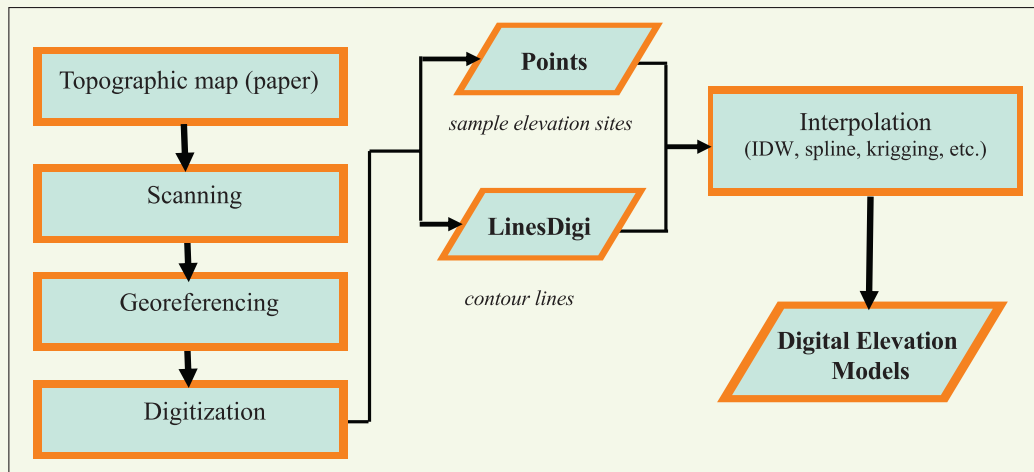 Topographic map (paper)
Scanning
Georeferencing
Digitization
Points
sample elevation sites
LinesDigi
contour lines
Interpolation
(IDW, spline, krigging, etc.)
Digital Elevation
Models